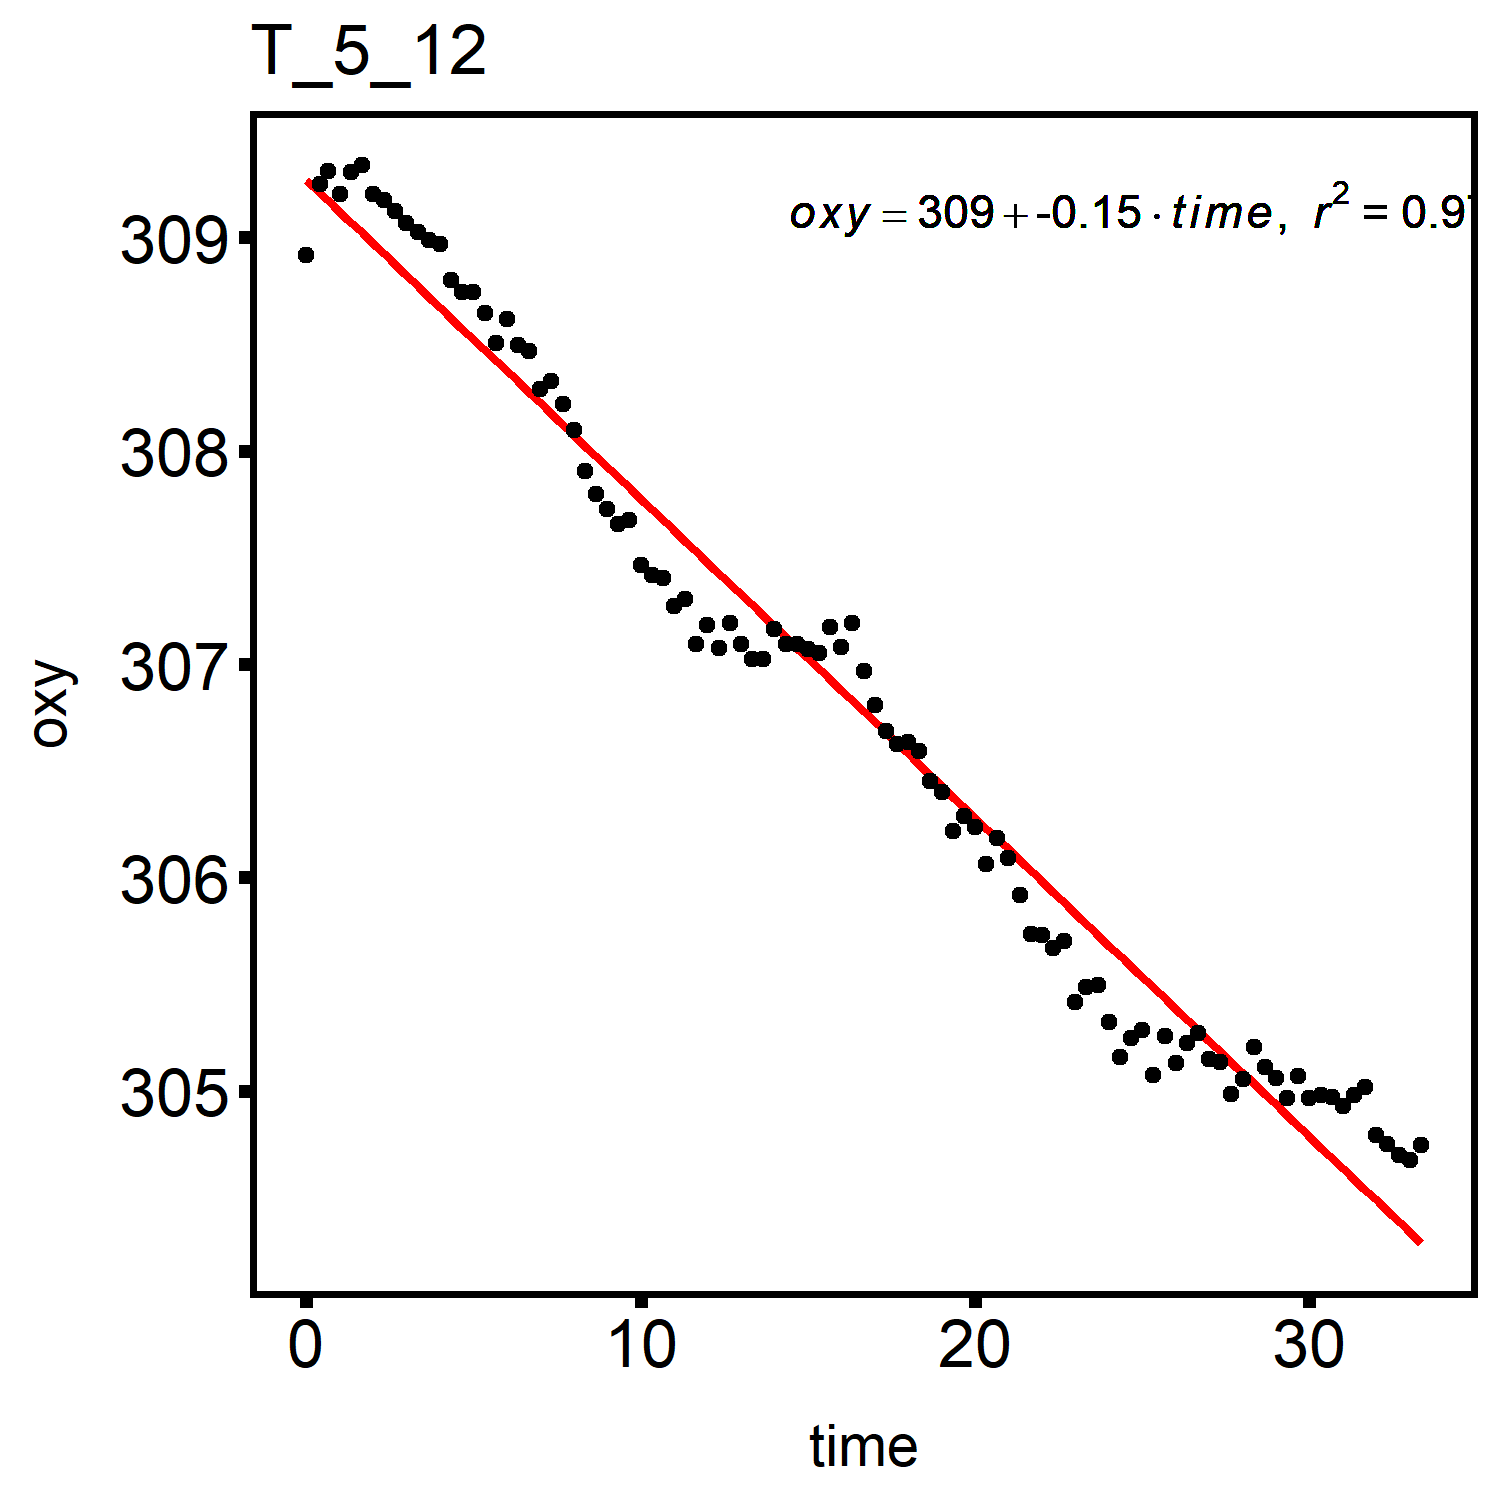 T_5_12
oxy = 309 + -0.15 · time, r² = 0.9
309
308
307
306
305
oxy
0 10 20 30
time